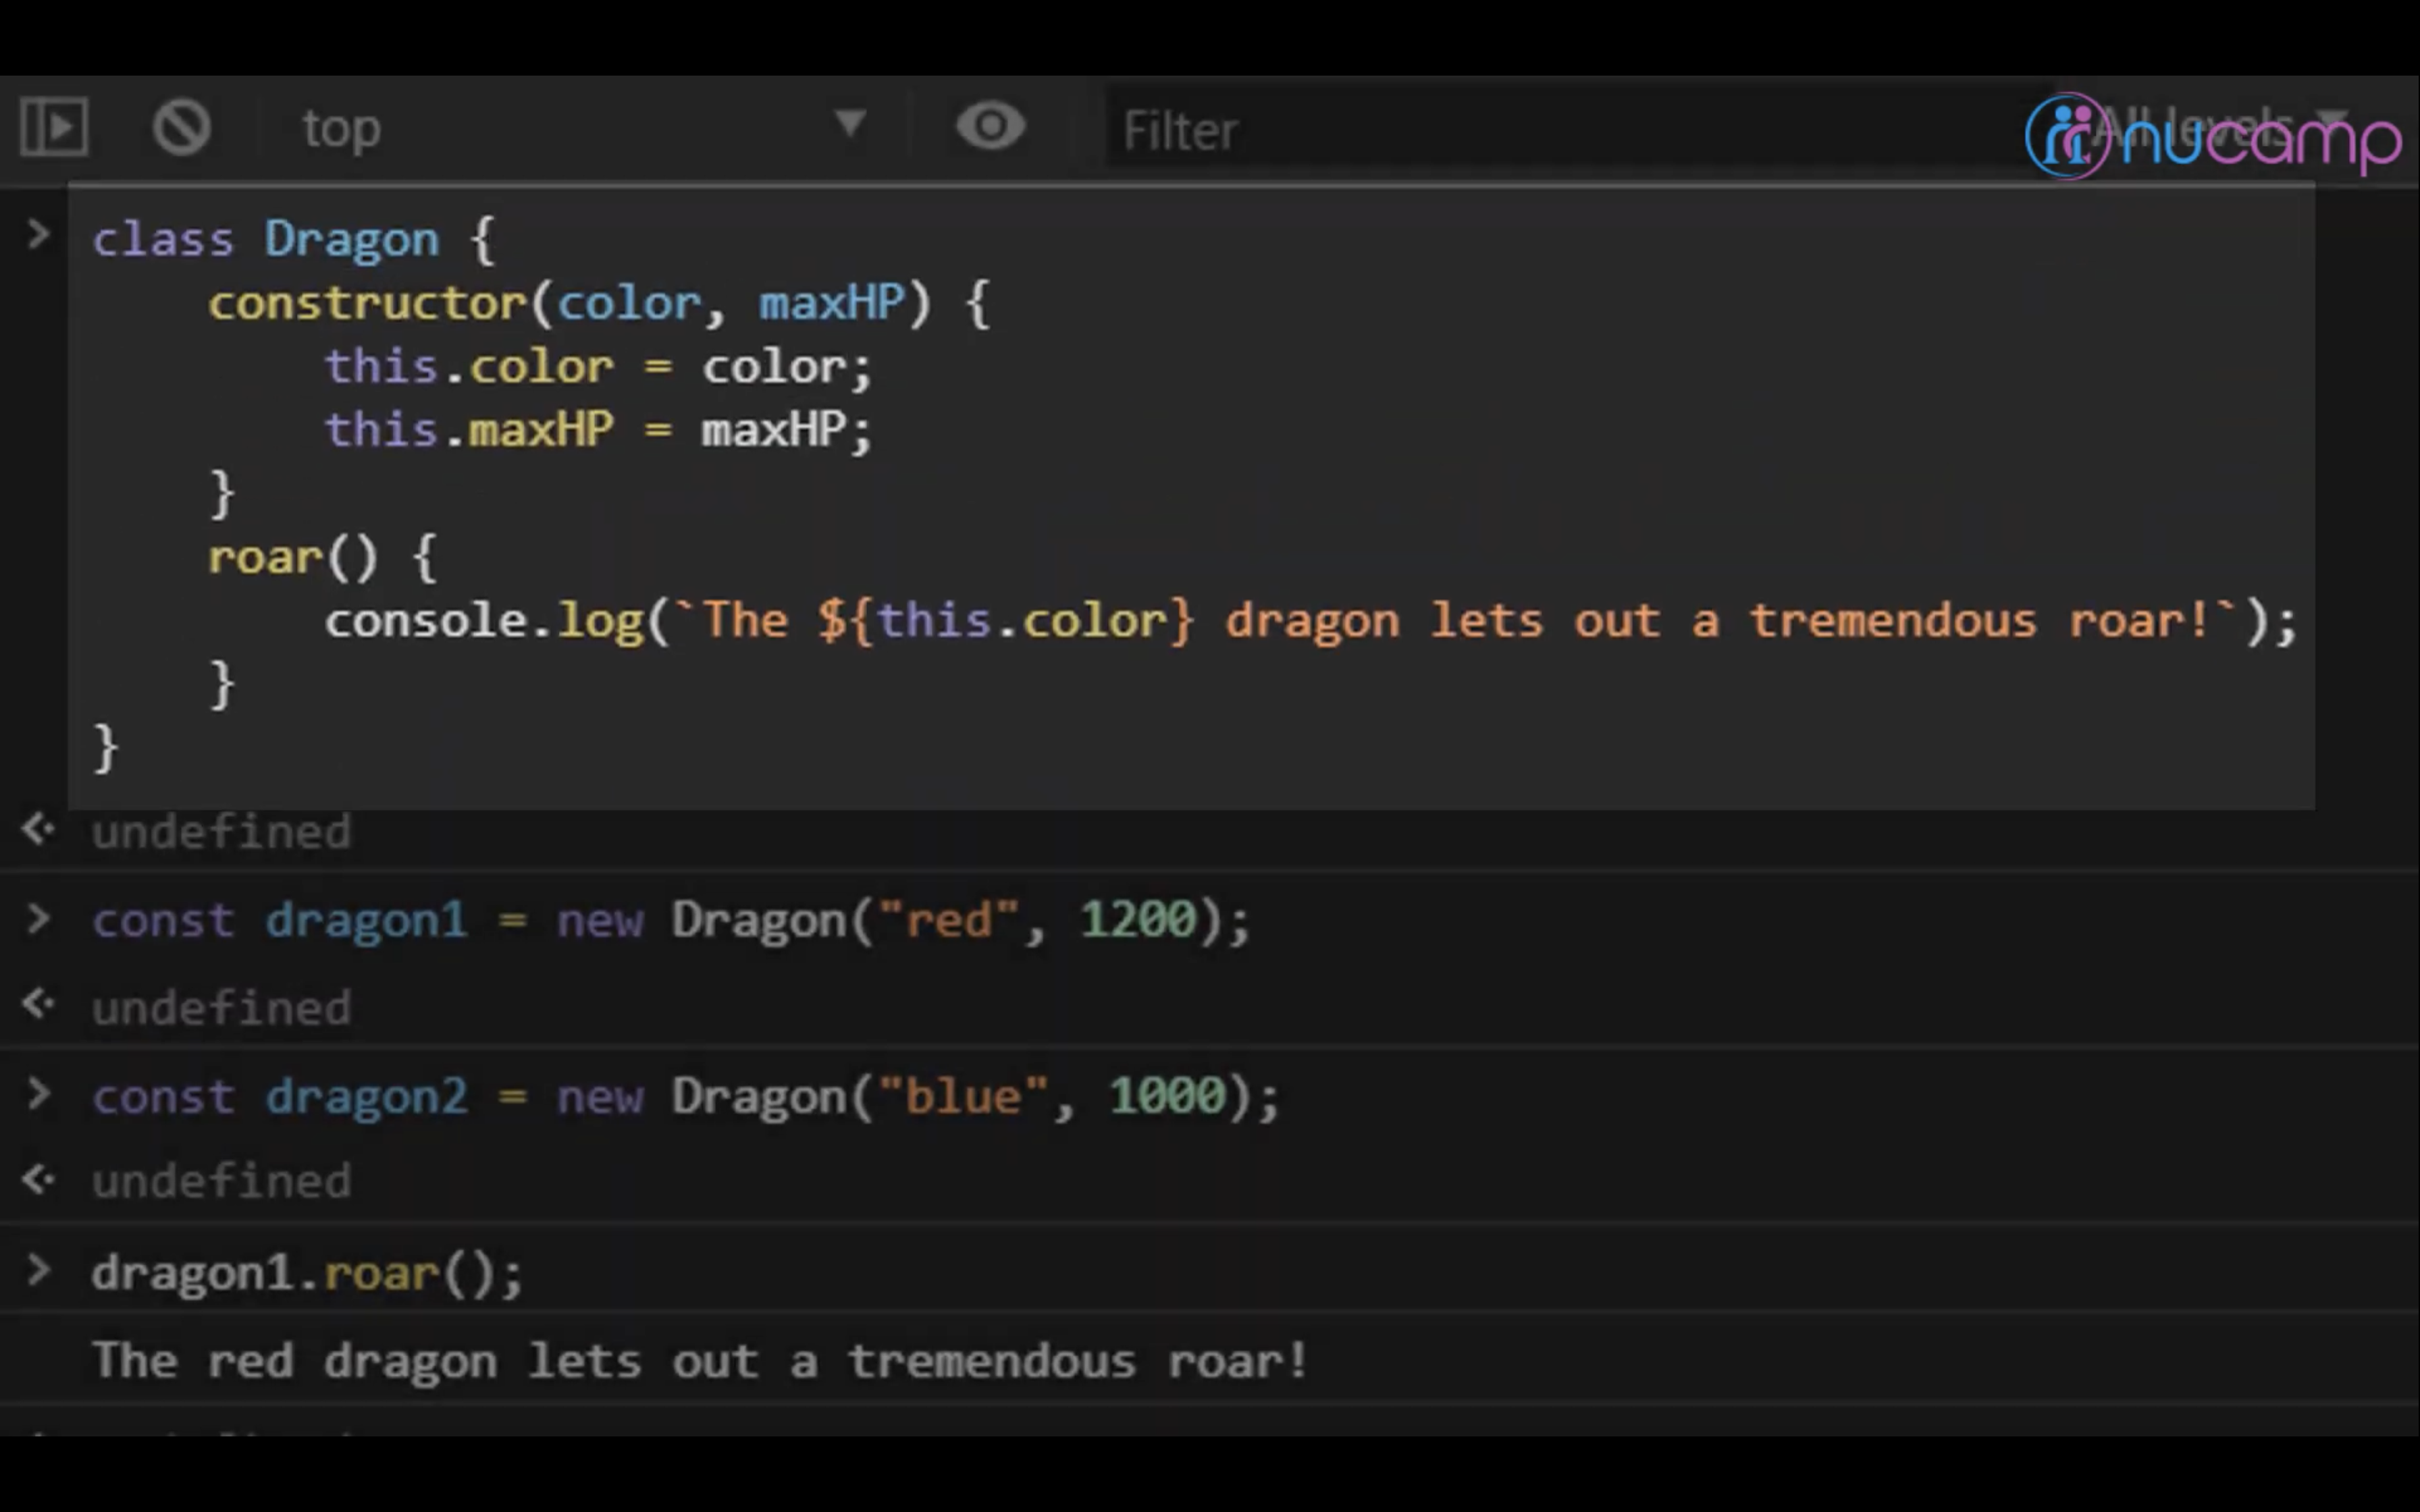 top Filter All levels nucamp
> class Dragon {
    constructor(color, maxHP) {
        this.color = color;
        this.maxHP = maxHP;
    }
    roar() {
        console.log(`The ${this.color} dragon lets out a tremendous roar!`);
    }
}
undefined
> const dragon1 = new Dragon("red", 1200);
undefined
> const dragon2 = new Dragon("blue", 1000);
undefined
> dragon1.roar();
The red dragon lets out a tremendous roar!